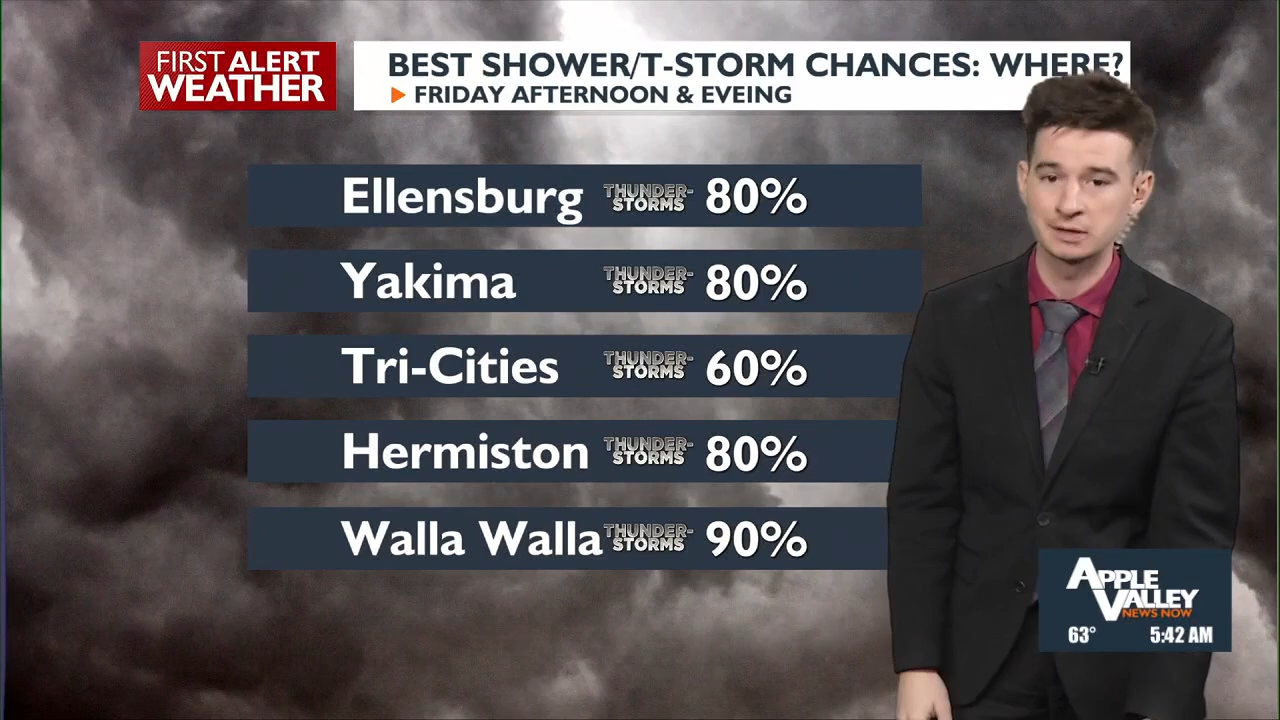 FIRST ALERT
WEATHER
BEST SHOWER/T-STORM CHANCES: WHERE?
FRIDAY AFTERNOON & EVEING
Ellensburg THUNDER-STORMS 80%
Yakima THUNDER-STORMS 80%
Tri-Cities THUNDER-STORMS 60%
Hermiston THUNDER-STORMS 80%
Walla Walla THUNDER-STORMS 90%
APPLE
VALLEY
NEWS NOW
63° 5:42 AM